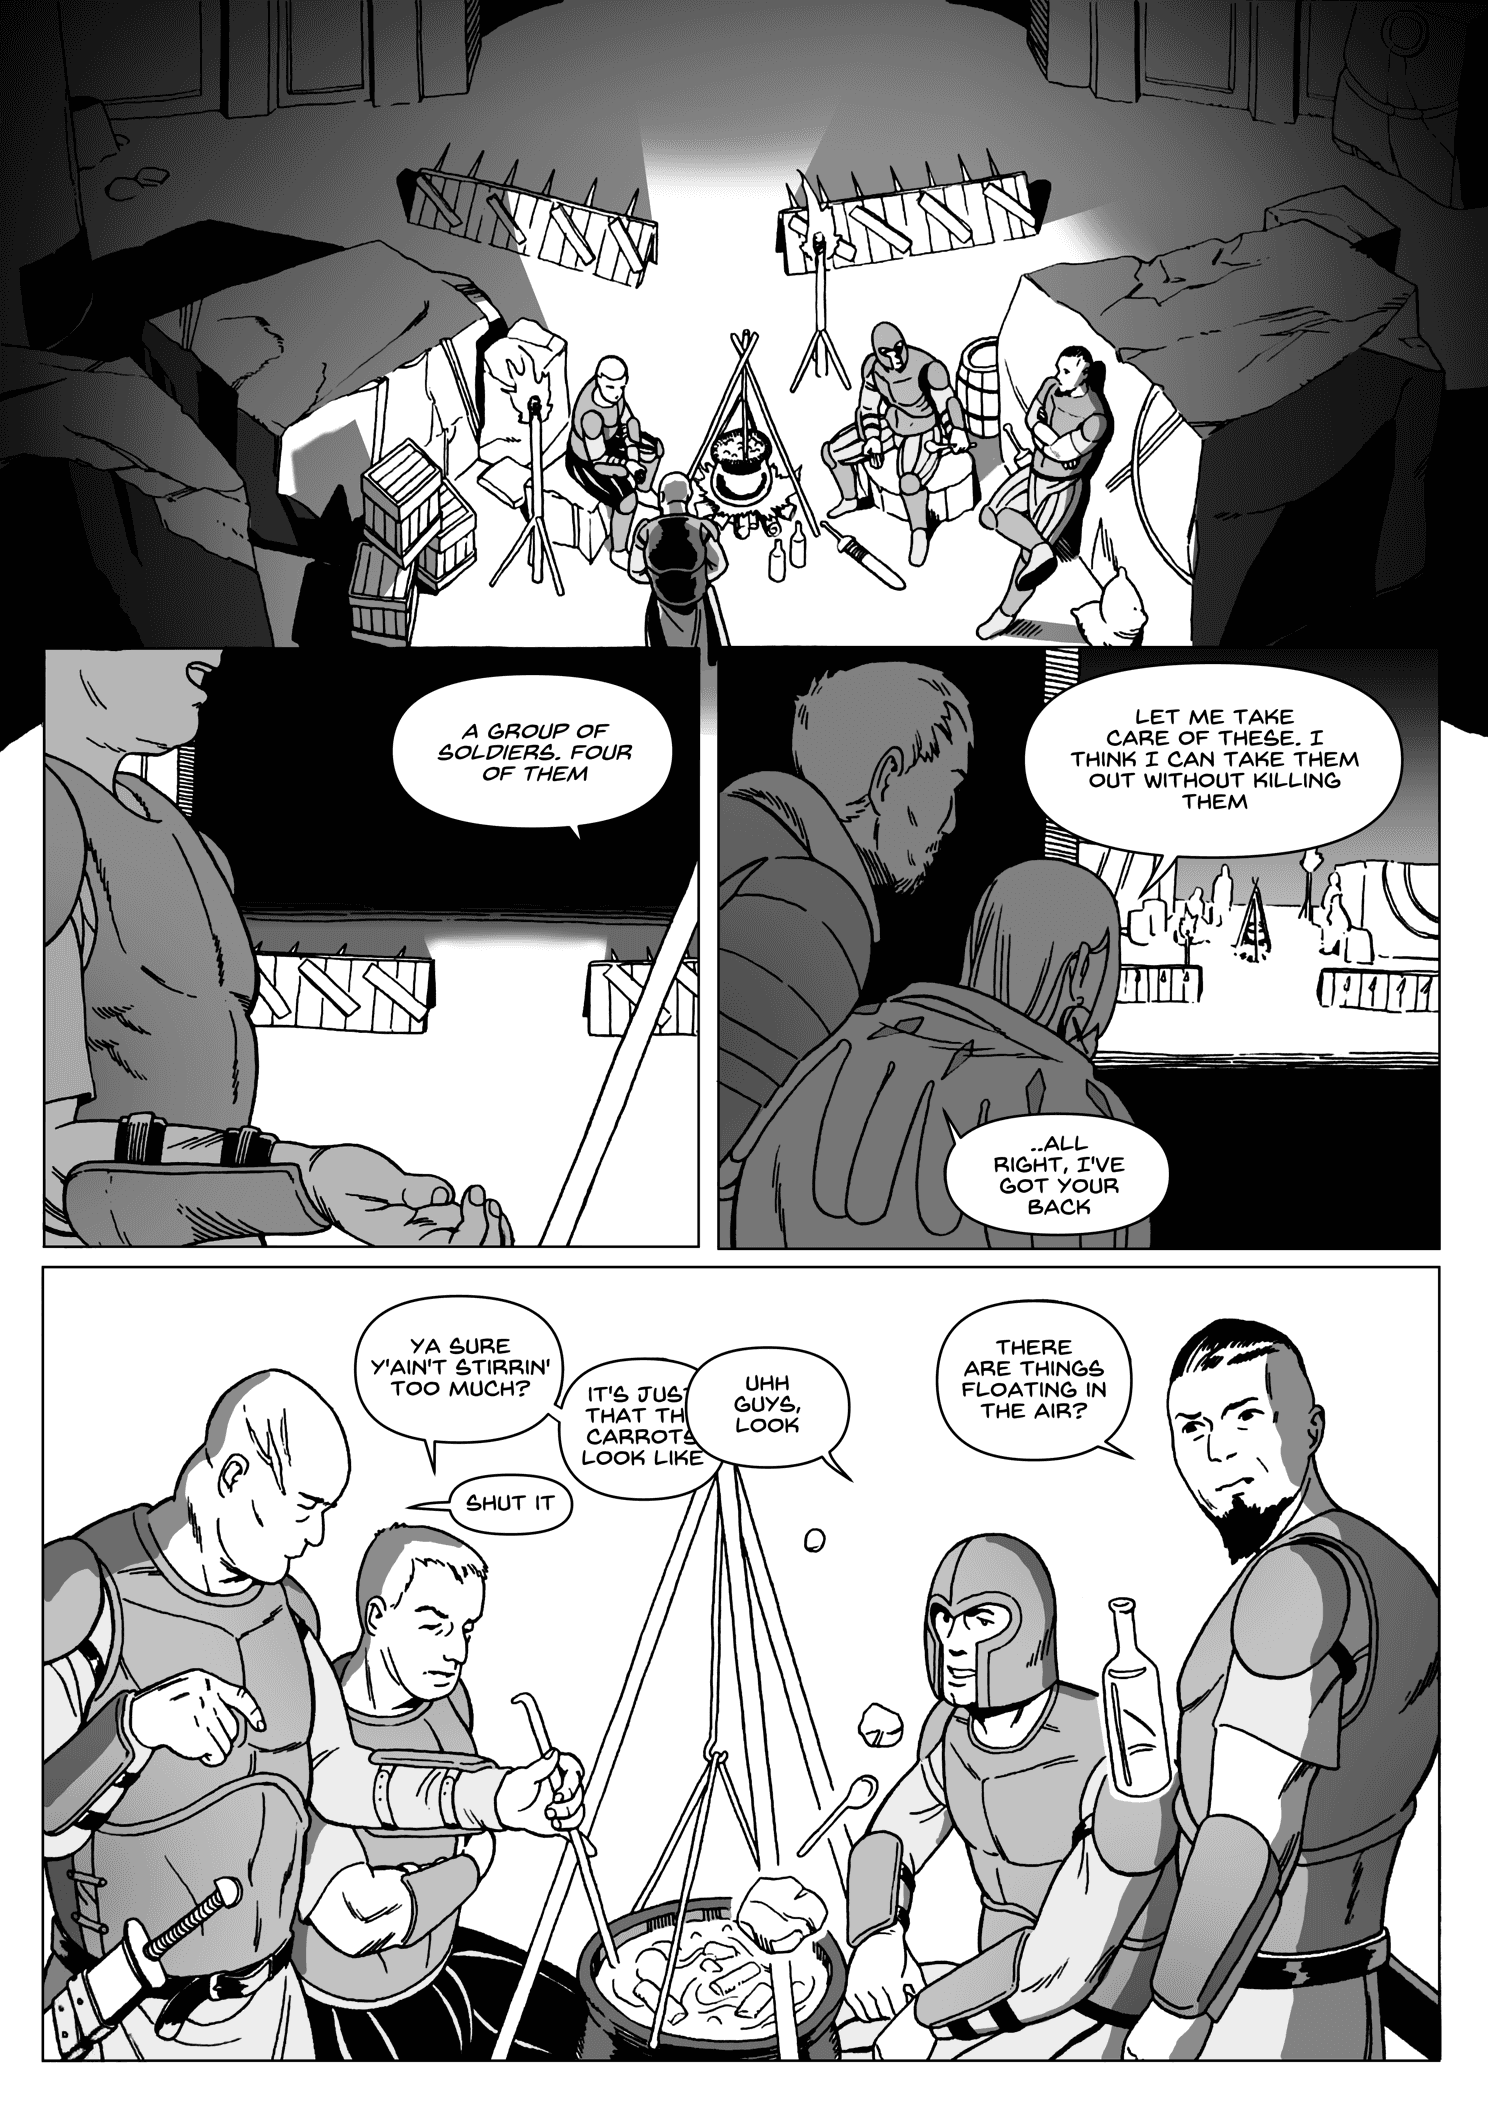 A GROUP OF
SOLDIERS. FOUR
OF THEM
LET ME TAKE
CARE OF THESE. I
THINK I CAN TAKE THEM
OUT WITHOUT KILLING
THEM
..ALL
RIGHT, I'VE
GOT YOUR
BACK
YA SURE
Y'AIN'T STIRRIN'
TOO MUCH?
SHUT IT
IT'S JUS
THAT TH
CARROTS
LOOK LIKE
UHH
GUYS,
LOOK
THERE
ARE THINGS
FLOATING IN
THE AIR?